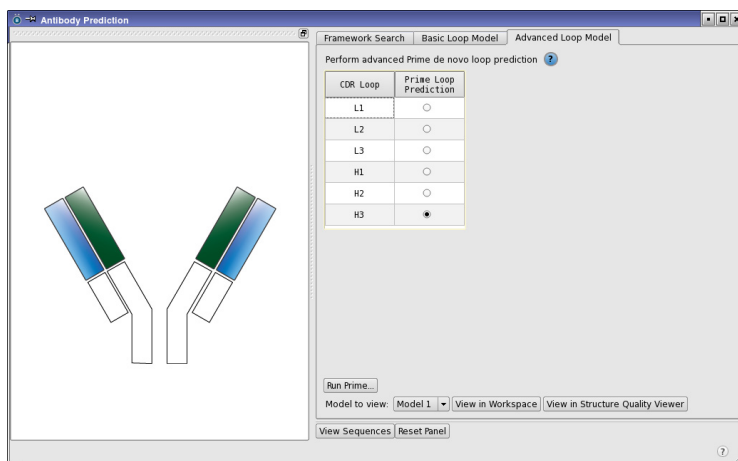 Antibody Prediction
Framework Search Basic Loop Model Advanced Loop Model
Perform advanced Prime de novo loop prediction ?
CDR Loop Prime Loop Prediction
L1
L2
L3
H1
H2
H3
Run Prime...
Model to view: Model 1 View in Workspace View in Structure Quality Viewer
View Sequences Reset Panel
?